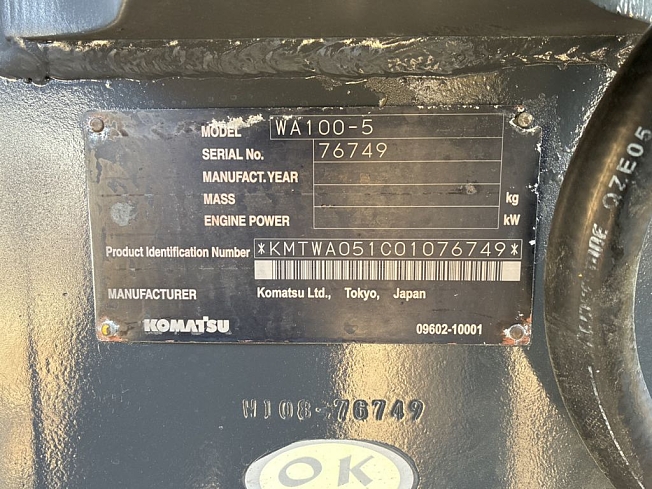 MODEL WA100-5
SERIAL No. 76749
MANUFACT. YEAR
MASS kg
ENGINE POWER kW
Product Identification Number *KMTWA051C01076749*
MANUFACTURER Komatsu Ltd., Tokyo, Japan
KOMATSU 09602-10001
W108-76749
OK